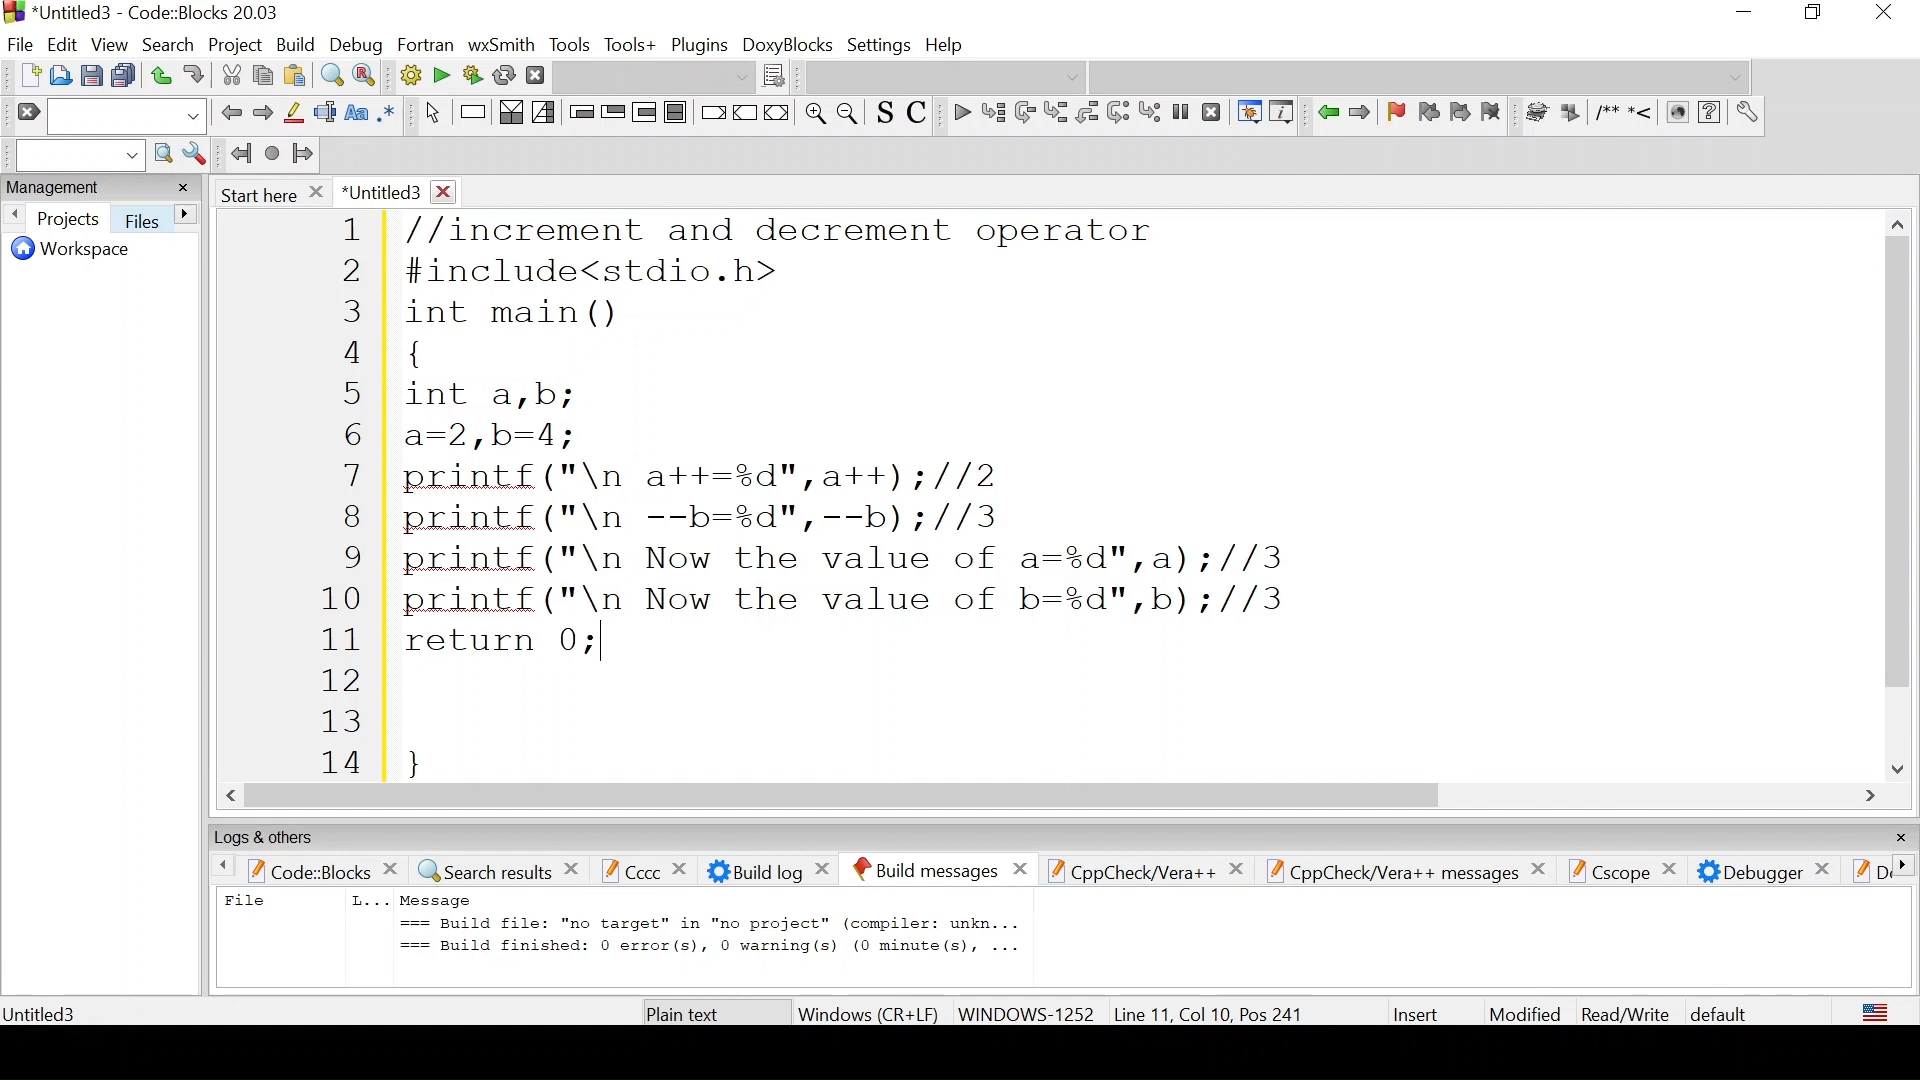 *Untitled3 - Code::Blocks 20.03
File Edit View Search Project Build Debug Fortran wxSmith Tools Tools+ Plugins DoxyBlocks Settings Help
Management
Projects Files
Workspace
Start here *Untitled3
1 //increment and decrement operator
2 #include<stdio.h>
3 int main()
4 {
5 int a,b;
6 a=2,b=4;
7 printf("\n a++=%d",a++);//2
8 printf("\n --b=%d",--b);//3
9 printf("\n Now the value of a=%d",a);//3
10 printf("\n Now the value of b=%d",b);//3
11 return 0;
12
13
14 }
Logs & others
Code::Blocks Search results Cccc Build log Build messages CppCheck/Vera++ CppCheck/Vera++ messages Cscope Debugger
File L... Message
=== Build file: "no target" in "no project" (compiler: unkn...
=== Build finished: 0 error(s), 0 warning(s) (0 minute(s), ...
Untitled3 Plain text Windows (CR+LF) WINDOWS-1252 Line 11, Col 10, Pos 241 Insert Modified Read/Write default